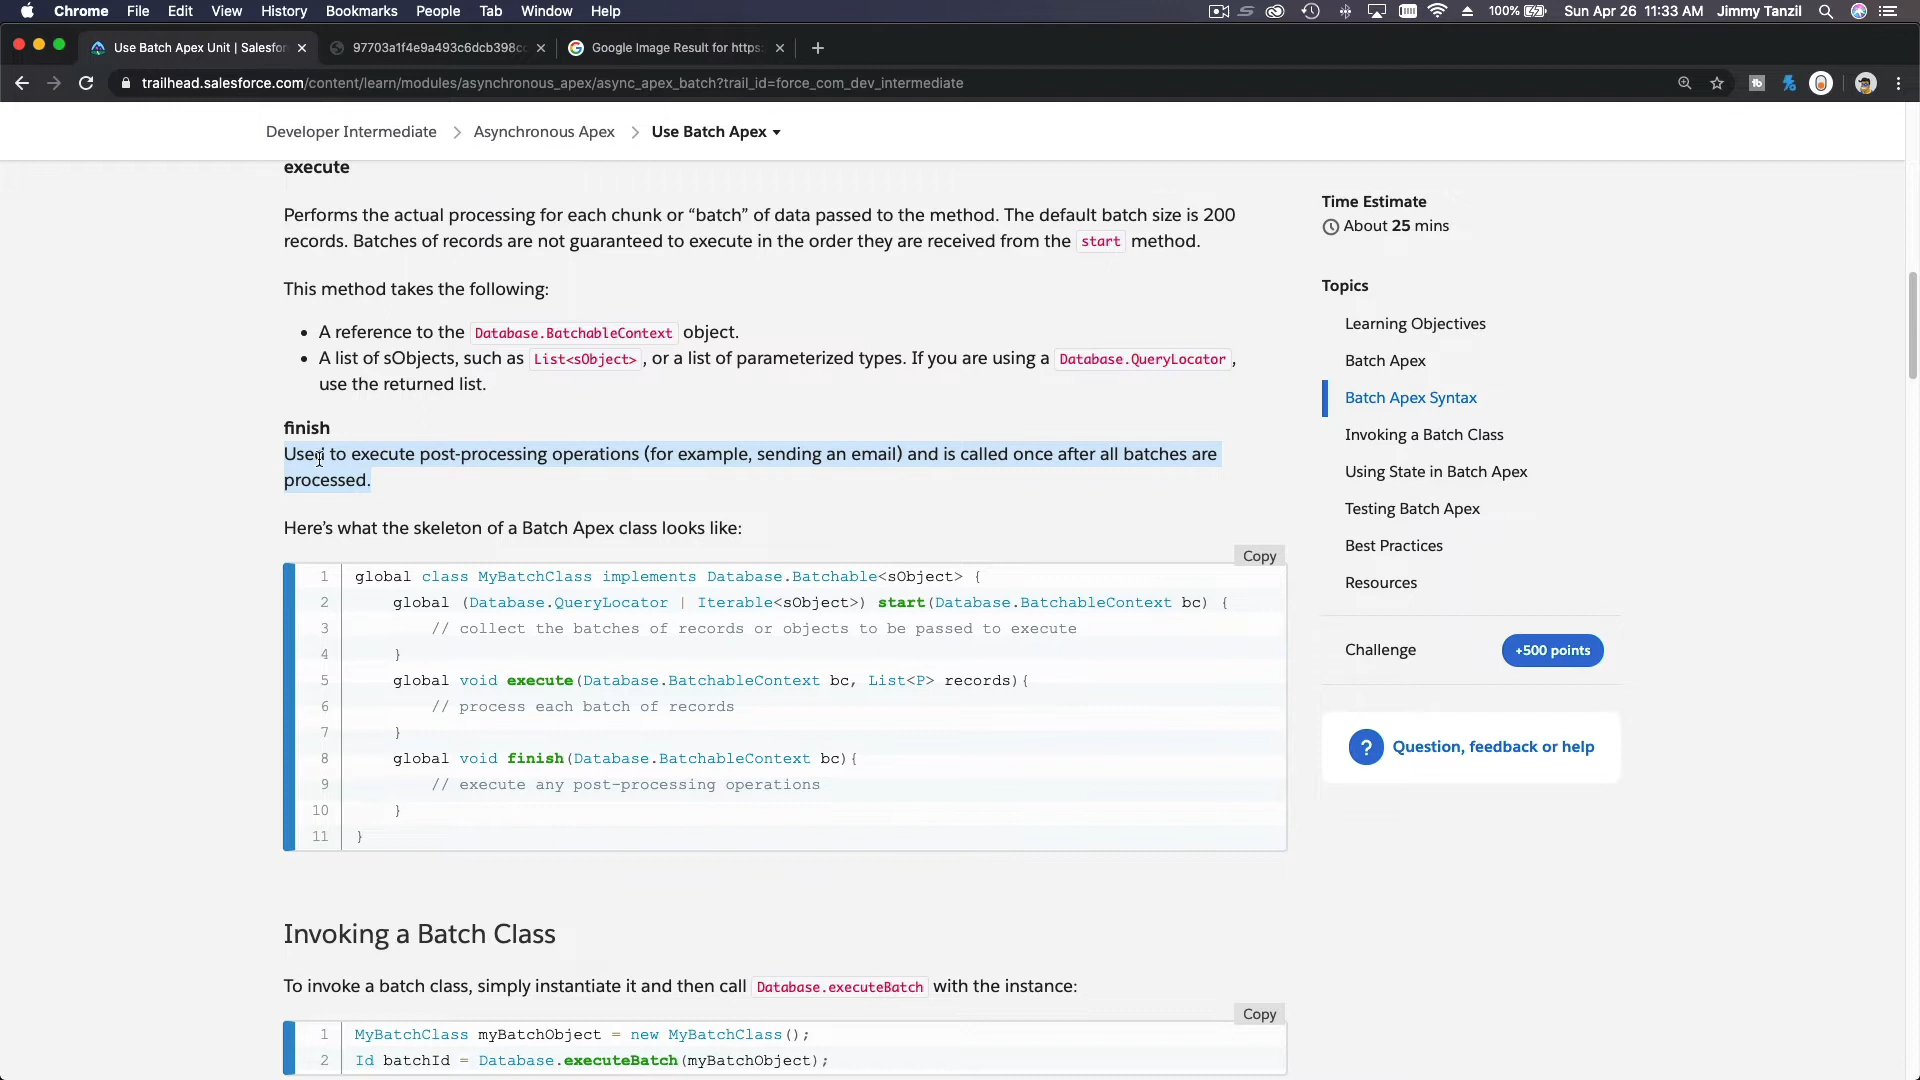 Chrome File Edit View History Bookmarks People Tab Window Help 100% Sun Apr 26 11:33 AM Jimmy Tanzil
Use Batch Apex Unit | Salesfor
97703a1f4e9a493c6dcb398c
Google Image Result for https:
trailhead.salesforce.com/content/learn/modules/asynchronous_apex/async_apex_batch?trail_id=force_com_dev_intermediate
Developer Intermediate > Asynchronous Apex > Use Batch Apex
execute
Performs the actual processing for each chunk or “batch” of data passed to the method. The default batch size is 200
records. Batches of records are not guaranteed to execute in the order they are received from the start method.
This method takes the following:
• A reference to the Database.BatchableContext object.
• A list of sObjects, such as List<sObject>, or a list of parameterized types. If you are using a Database.QueryLocator,
use the returned list.
finish
Used to execute post-processing operations (for example, sending an email) and is called once after all batches are
processed.
Here’s what the skeleton of a Batch Apex class looks like:
Copy
1 global class MyBatchClass implements Database.Batchable<sObject> {
2 global (Database.QueryLocator | Iterable<sObject>) start(Database.BatchableContext bc) {
3 // collect the batches of records or objects to be passed to execute
4 }
5 global void execute(Database.BatchableContext bc, List<P> records){
6 // process each batch of records
7 }
8 global void finish(Database.BatchableContext bc){
9 // execute any post-processing operations
10 }
11 }
Invoking a Batch Class
To invoke a batch class, simply instantiate it and then call Database.executeBatch with the instance:
Copy
1 MyBatchClass myBatchObject = new MyBatchClass();
2 Id batchId = Database.executeBatch(myBatchObject);
Time Estimate
About 25 mins
Topics
Learning Objectives
Batch Apex
Batch Apex Syntax
Invoking a Batch Class
Using State in Batch Apex
Testing Batch Apex
Best Practices
Resources
Challenge +500 points
? Question, feedback or help